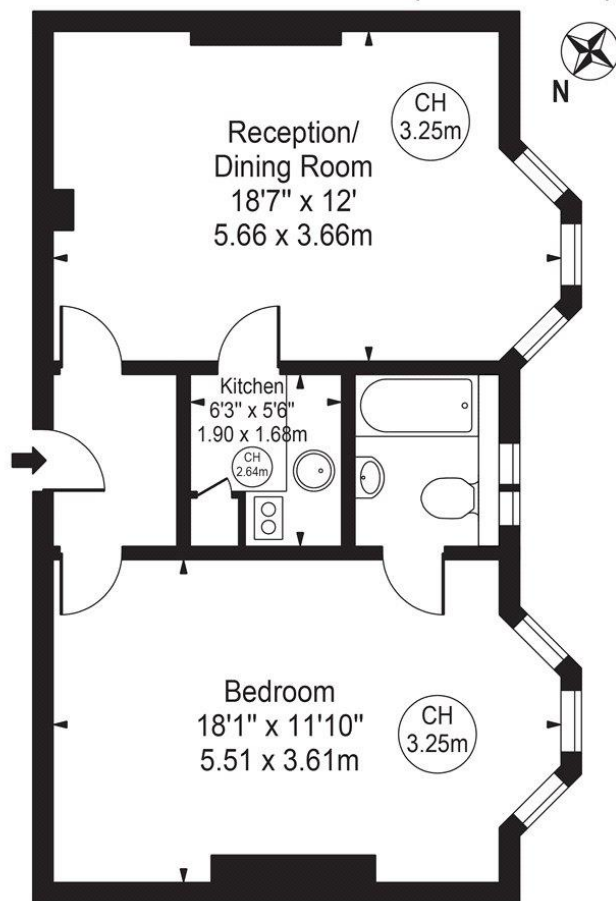 N
CH
3.25m
Reception/
Dining Room
18'7" x 12'
5.66 x 3.66m
Kitchen
6'3" x 5'6"
1.90 x 1.68m
CH
2.64m
Bedroom
18'1" x 11'10"
5.51 x 3.61m
CH
3.25m